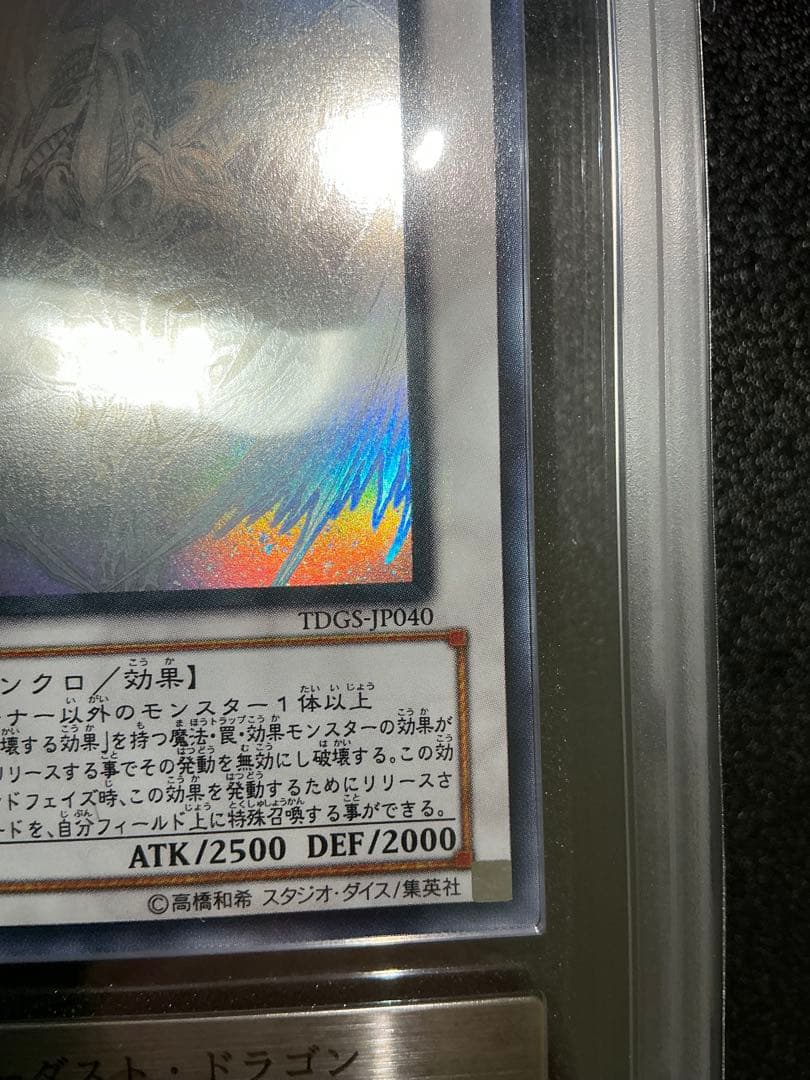 TDGS-JP040
ンクロ/効果】
ナー以外のモンスター1体以上
壊する効果」を持つ魔法・罠・効果モンスターの効果が
リリースする事でその発動を無効にし破壊する。この効
ドフェイズ時、この効果を発動するためにリリースさ
ードを、自分フィールド上に特殊召喚する事ができる。
ATK/2500 DEF/2000
©高橋和希 スタジオ・ダイス/集英社
ダスト・ドラゴン